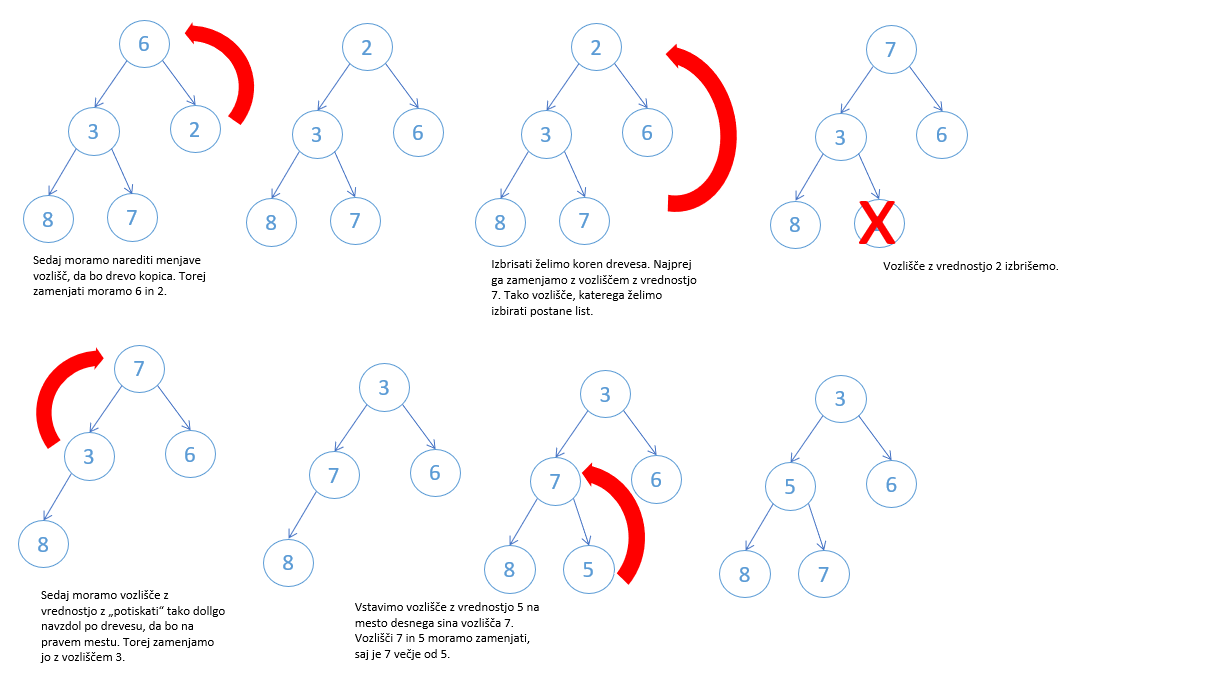 6
3
2
8
7
2
3
6
8
7
2
3
6
8
7
7
3
6
8
X
Sedaj moramo narediti menjave
vozlišč, da bo drevo kopica. Torej
zamenjati moramo 6 in 2.
Izbrisati želimo koren drevesa. Najprej
ga zamenjamo z vozliščem z vrednostjo
7. Tako vozlišče, katerega želimo
izbirati postane list.
Vozlišče z vrednostjo 2 izbrišemo.
7
3
6
8
3
7
6
8
3
7
6
8
5
3
5
6
8
7
Sedaj moramo vozlišče z
vrednostjo z „potiskati“ tako dollgo
navzdol po drevesu, da bo na
pravem mestu. Torej zamenjamo
jo z vozliščem 3.
Vstavimo vozlišče z vrednostjo 5 na
mesto desnega sina vozlišča 7.
Vozlišči 7 in 5 moramo zamenjati,
saj je 7 večje od 5.